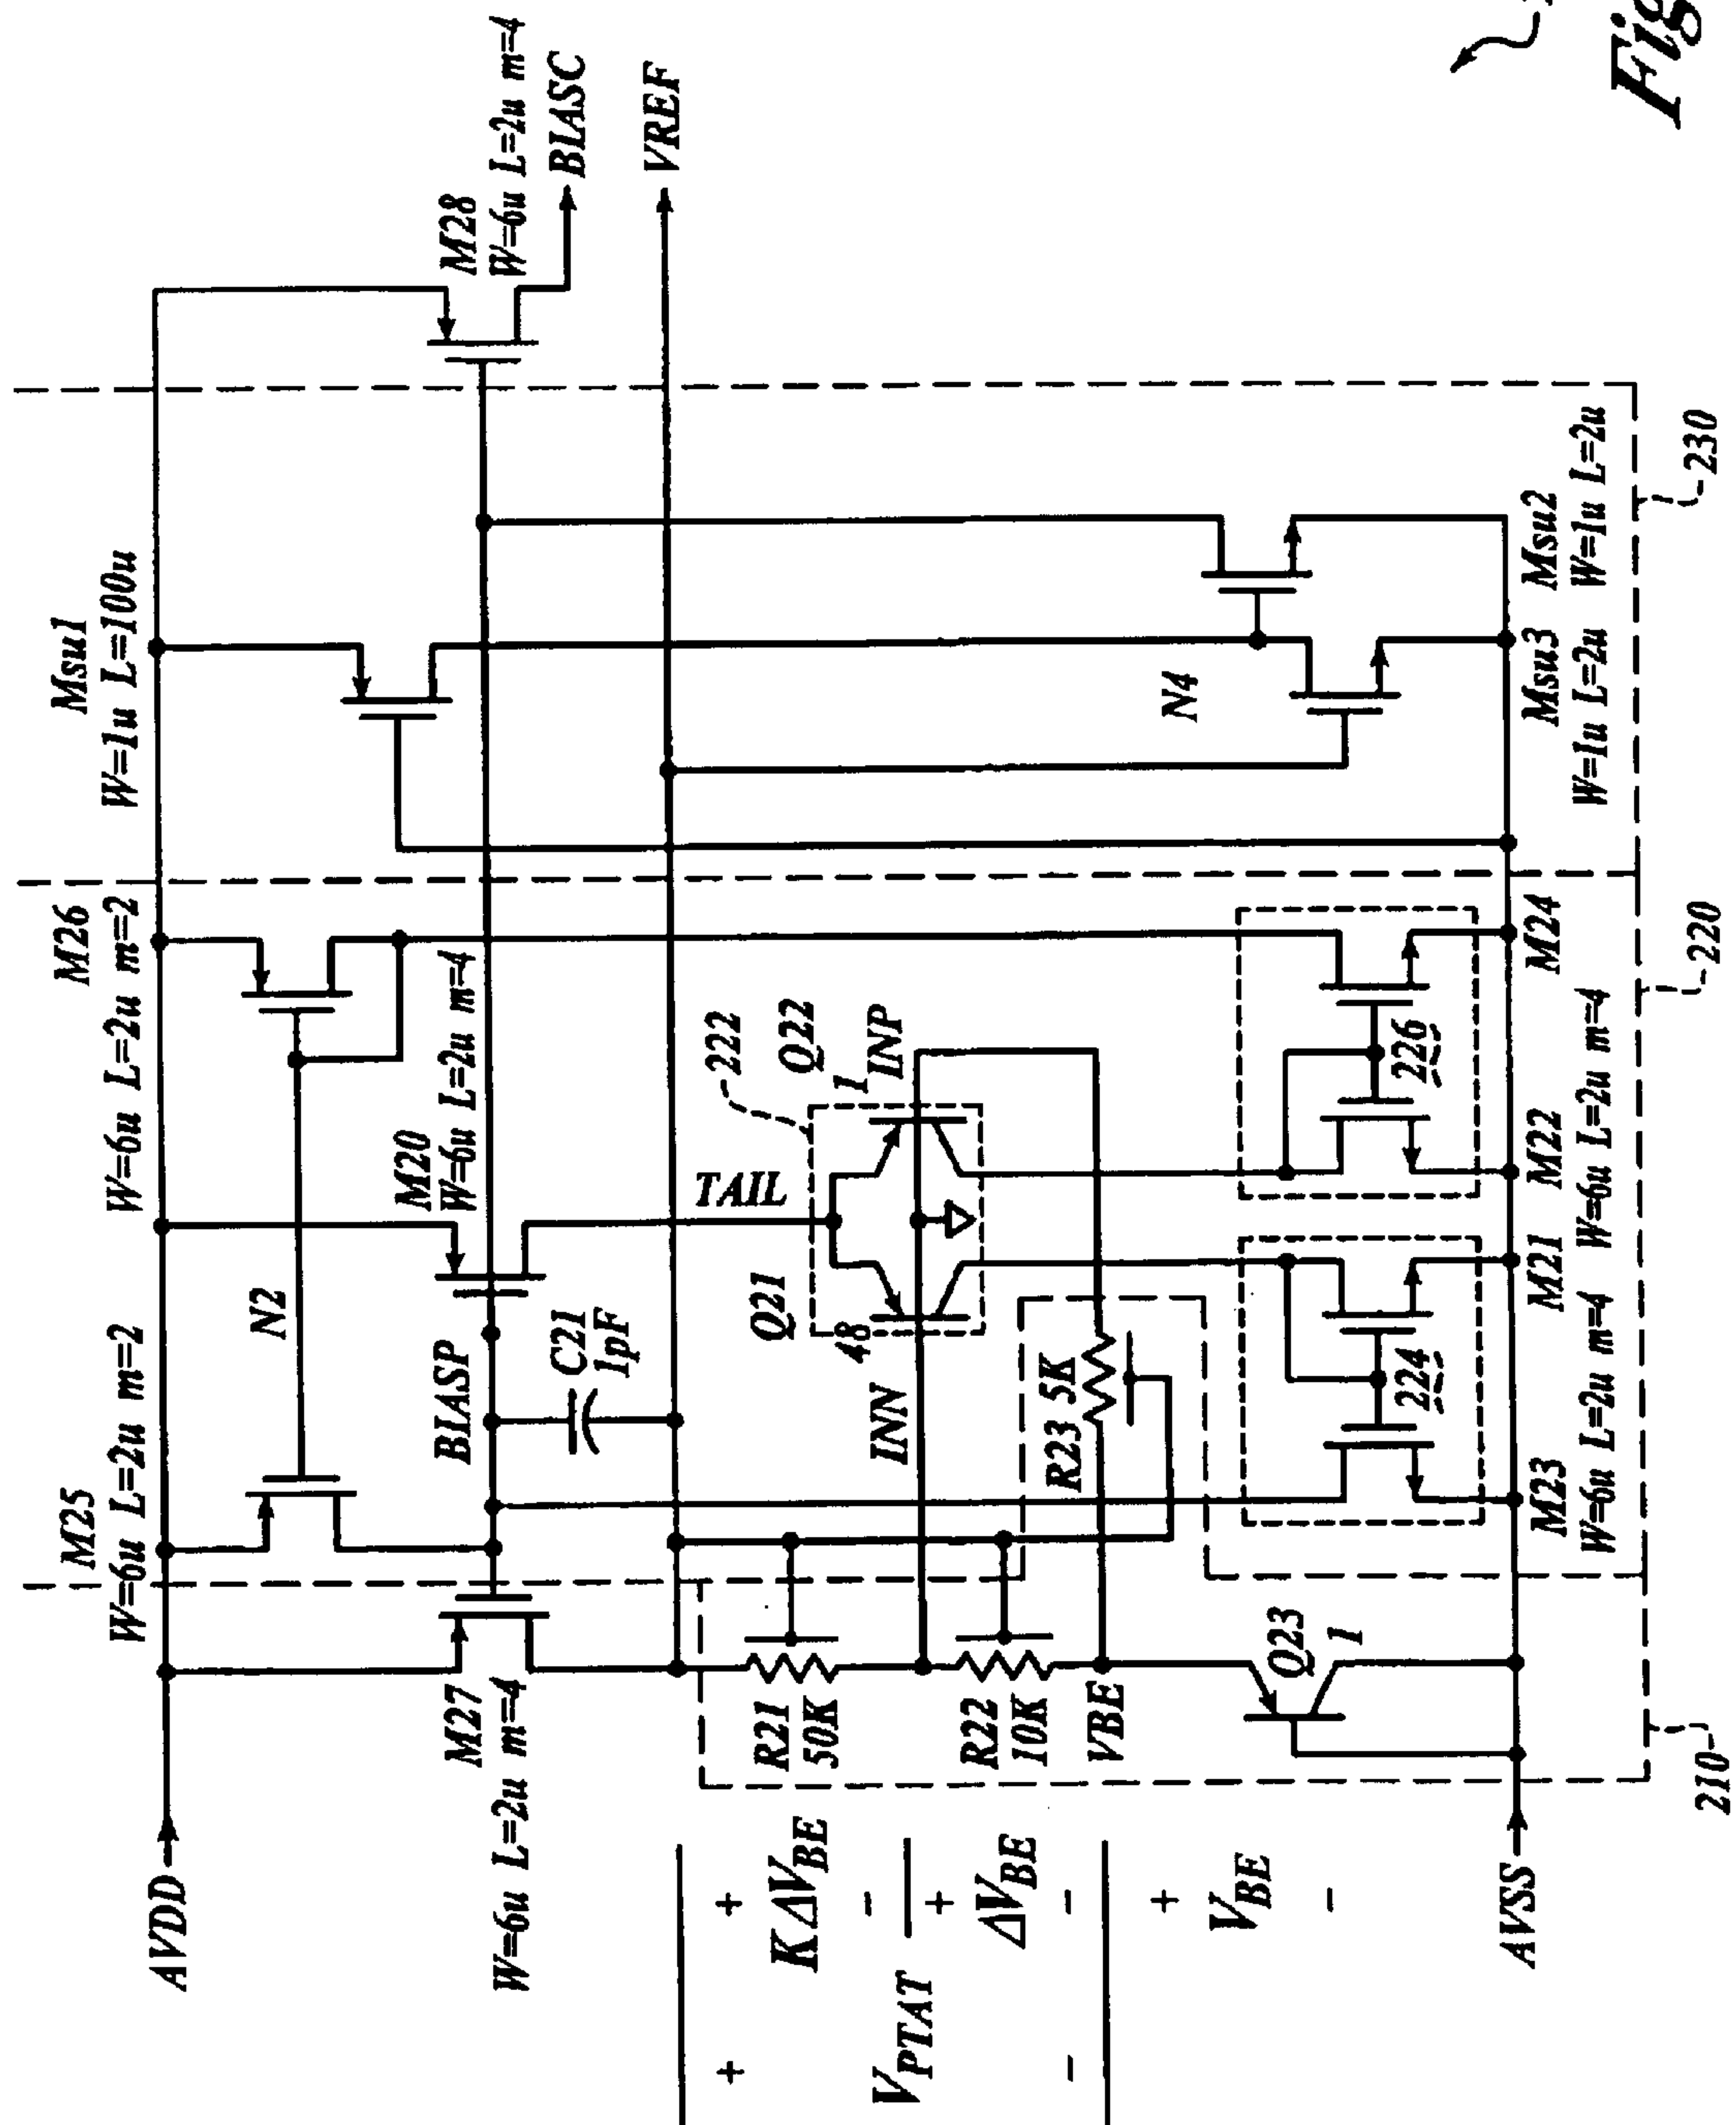 AVDD
M27
W=6u L=2u m=4
M25
W=6u L=2u m=2
N2
M26
W=6u L=2u m=2
Msu1
W=1u L=100u
M28
W=6u L=2u m=4
BIASC
VREF
BIASP
C21
1pF
M20
W=6u L=2u m=4
TAIL
222
Q21
48
Q22
1
INP
INN
+
+
K ΔVBE
-
VPTAT
+
ΔVBE
-
-
+
VBE
-
R21
50K
R22
10K
VBE
R23 5K
Q23
1
224
226
N4
AVSS
M23
M21
W=6u L=2u m=4
M22
M24
W=6u L=2u m=4
Msu3
W=1u L=2u
Msu2
W=1u L=2u
210
220
230
Fig